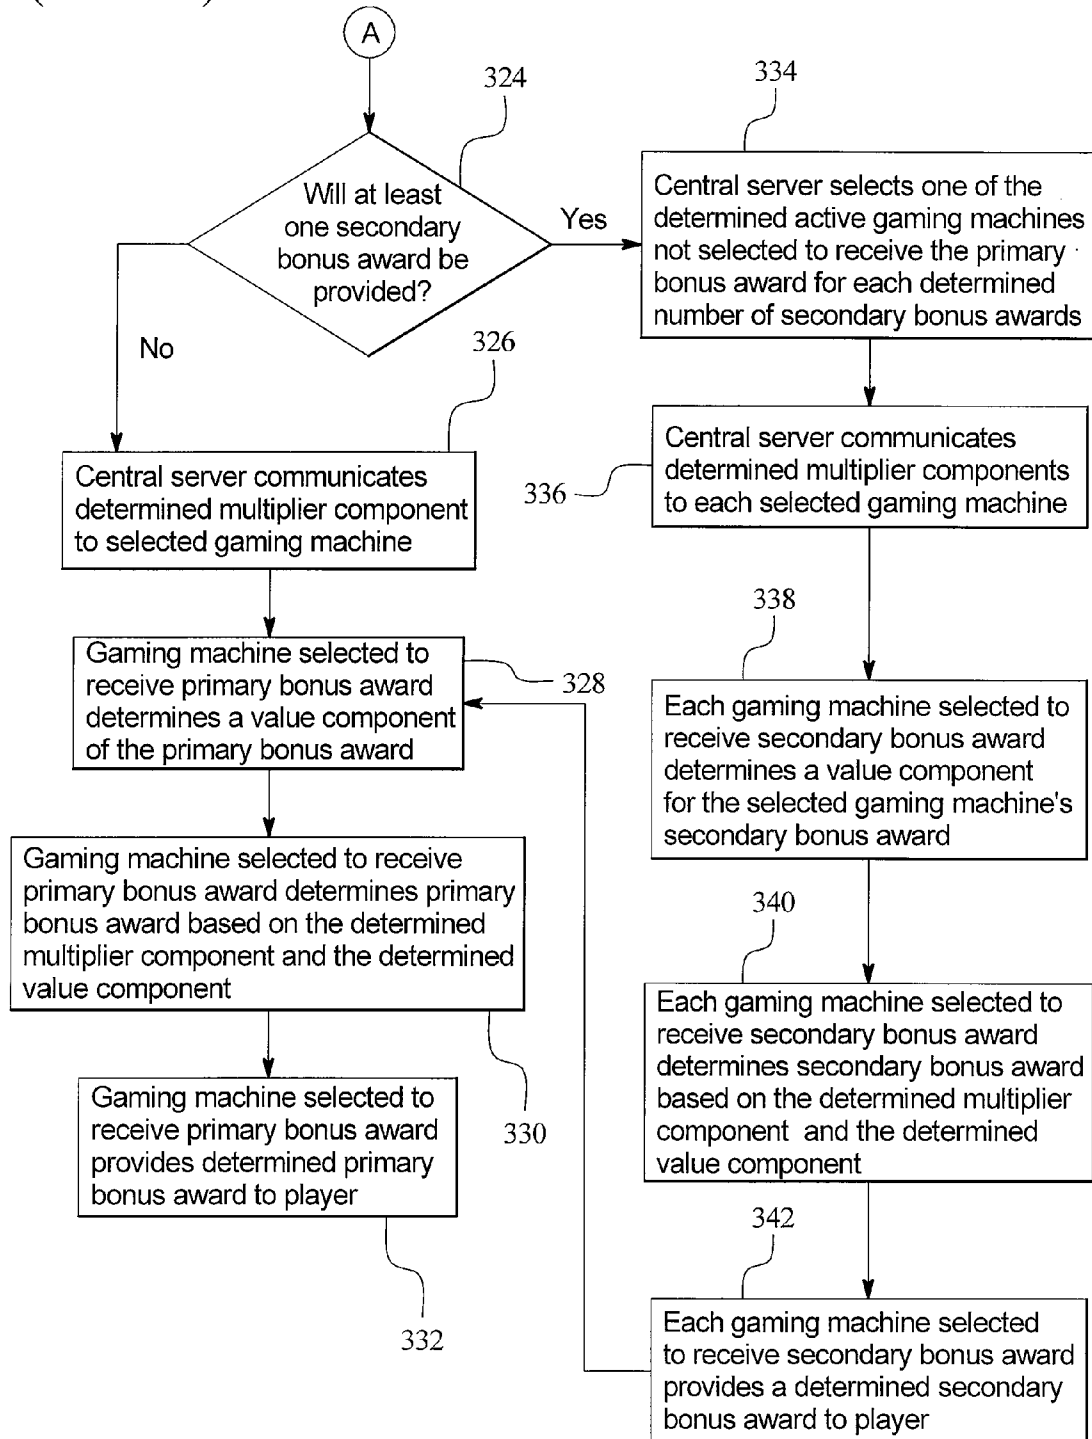 A
324
Will at least
one secondary
bonus award be
provided?
Yes
No
334
Central server selects one of the
determined active gaming machines
not selected to receive the primary
bonus award for each determined
number of secondary bonus awards
326
Central server communicates
determined multiplier component
to selected gaming machine
336
Central server communicates
determined multiplier components
to each selected gaming machine
Gaming machine selected to
receive primary bonus award
determines a value component
of the primary bonus award
328
338
Each gaming machine selected to
receive secondary bonus award
determines a value component
for the selected gaming machine's
secondary bonus award
Gaming machine selected to receive
primary bonus award determines primary
bonus award based on the determined
multiplier component and the determined
value component
330
340
Each gaming machine selected to
receive secondary bonus award
determines secondary bonus award
based on the determined multiplier
component and the determined
value component
Gaming machine selected to
receive primary bonus award
provides determined primary
bonus award to player
332
342
Each gaming machine selected
to receive secondary bonus award
provides a determined secondary
bonus award to player